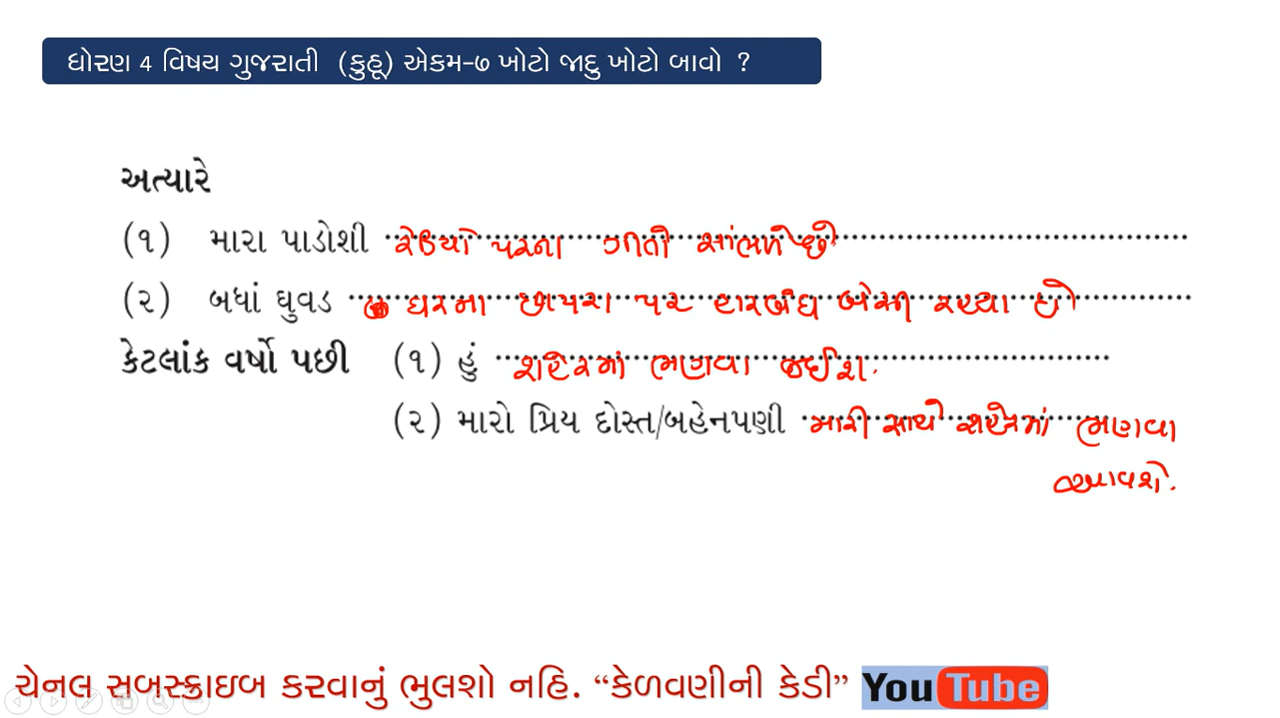 ધોરણ 4 વિષય ગુજરાતી (કુહૂ) એકમ-૭ ખોટો જાદુ ખોટો બાવો ?
અત્યારે
(૧) મારા પાડોશી રેડિયો પરના ગીતો સાંભળે છે.
(૨) બધાં ઘુવડ ઘરના છાપરા પર હારબંધ બેસી રહ્યા છે
કેટલાંક વર્ષો પછી (૧) હું શહેરમાં ભણવા જઈશ.
(૨) મારો પ્રિય દોસ્ત/બહેનપણી મારી સાથે શહેરમાં ભણવા
આવશે.
ચેનલ સબસ્ક્રાઇબ કરવાનું ભુલશો નહિ. “કેળવણીની કેડી” YouTube